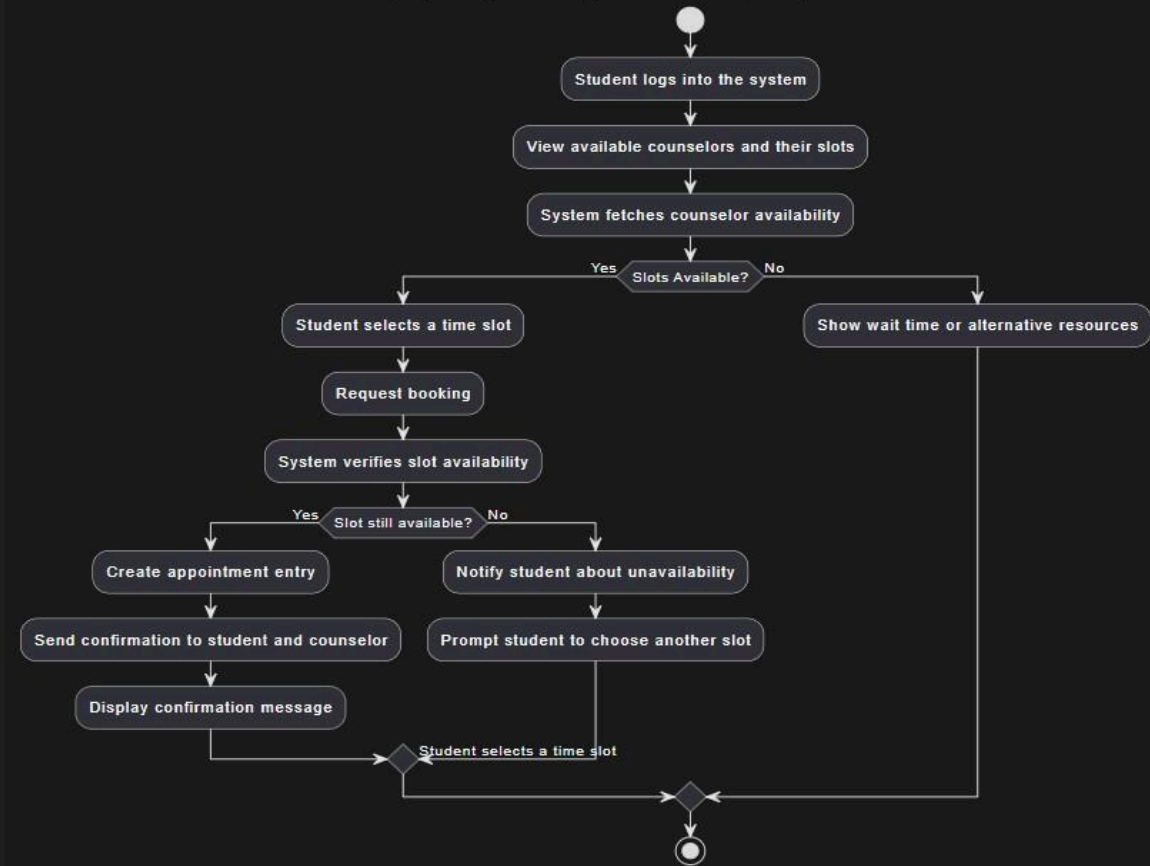 Student logs into the system
View available counselors and their slots
System fetches counselor availability
Yes
Slots Available?
No
Student selects a time slot
Show wait time or alternative resources
Request booking
System verifies slot availability
Yes
Slot still available?
No
Create appointment entry
Notify student about unavailability
Send confirmation to student and counselor
Prompt student to choose another slot
Display confirmation message
Student selects a time slot